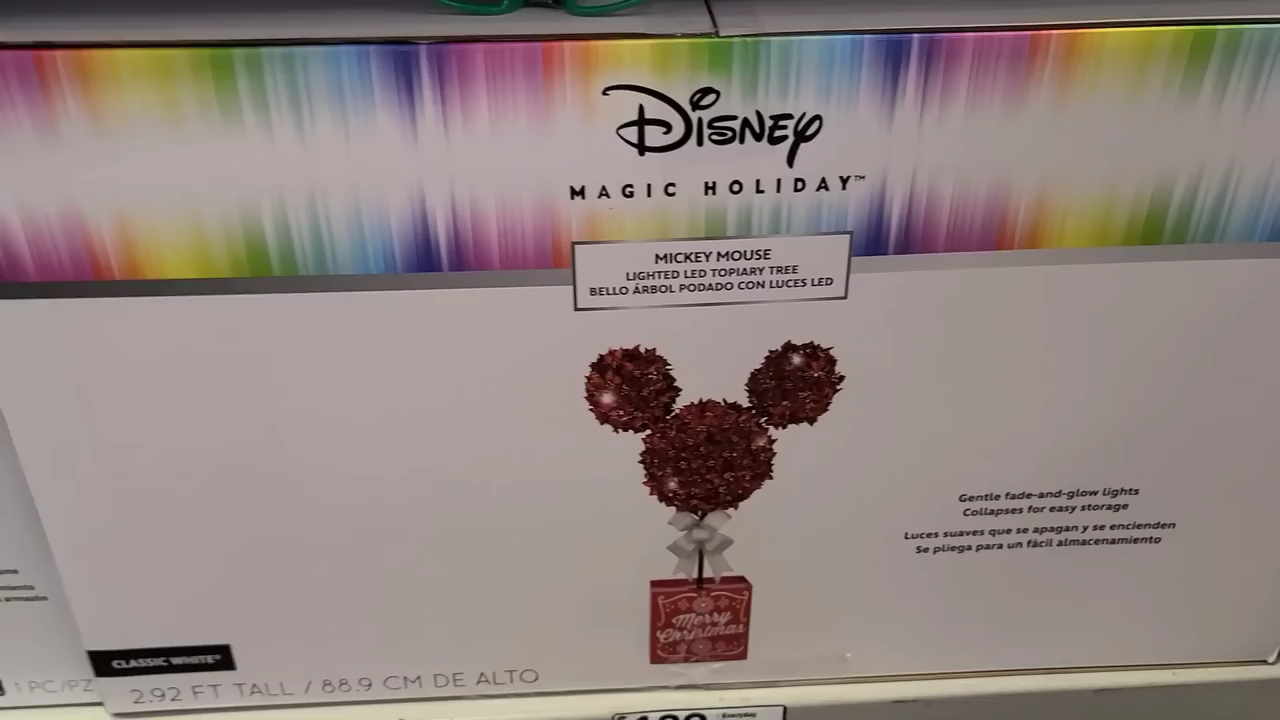 Disney
MAGIC HOLIDAY™
MICKEY MOUSE
LIGHTED LED TOPIARY TREE
BELLO ÁRBOL PODADO CON LUCES LED
Gentle fade-and-glow lights
Collapses for easy storage
Luces suaves que se apagan y se encienden
Se pliega para un fácil almacenamiento
Merry
Christmas
CLASSIC WHITE®
1 PC/PZ
2.92 FT TALL / 88.9 CM DE ALTO
Everyday